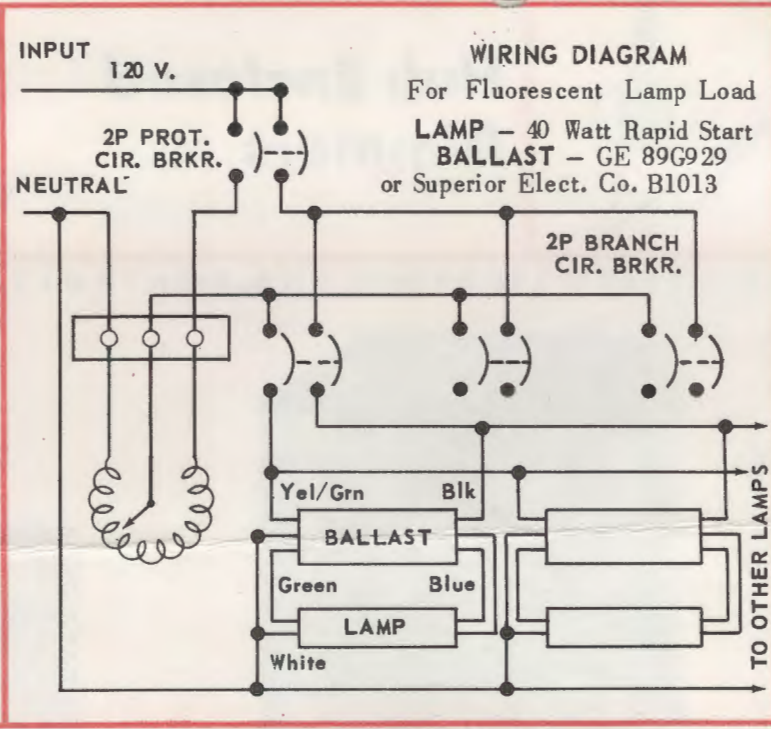 INPUT
120 V.
WIRING DIAGRAM
For Fluorescent Lamp Load
LAMP – 40 Watt Rapid Start
BALLAST – GE 89G929
or Superior Elect. Co. B1013
2P PROT.
CIR. BRKR.
NEUTRAL
2P BRANCH
CIR. BRKR.
Yel/Grn
Blk
BALLAST
Green
Blue
LAMP
White
TO OTHER LAMPS